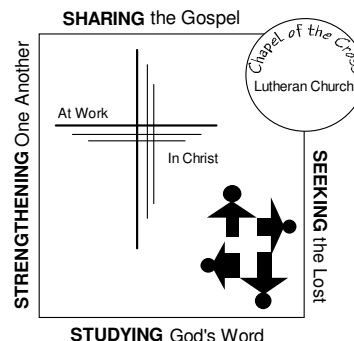 SHARING the Gospel
Chapel of the Cross
Lutheran Church
At Work
In Christ
STRENGTHENING One Another
SEEKING the Lost
STUDYING God's Word